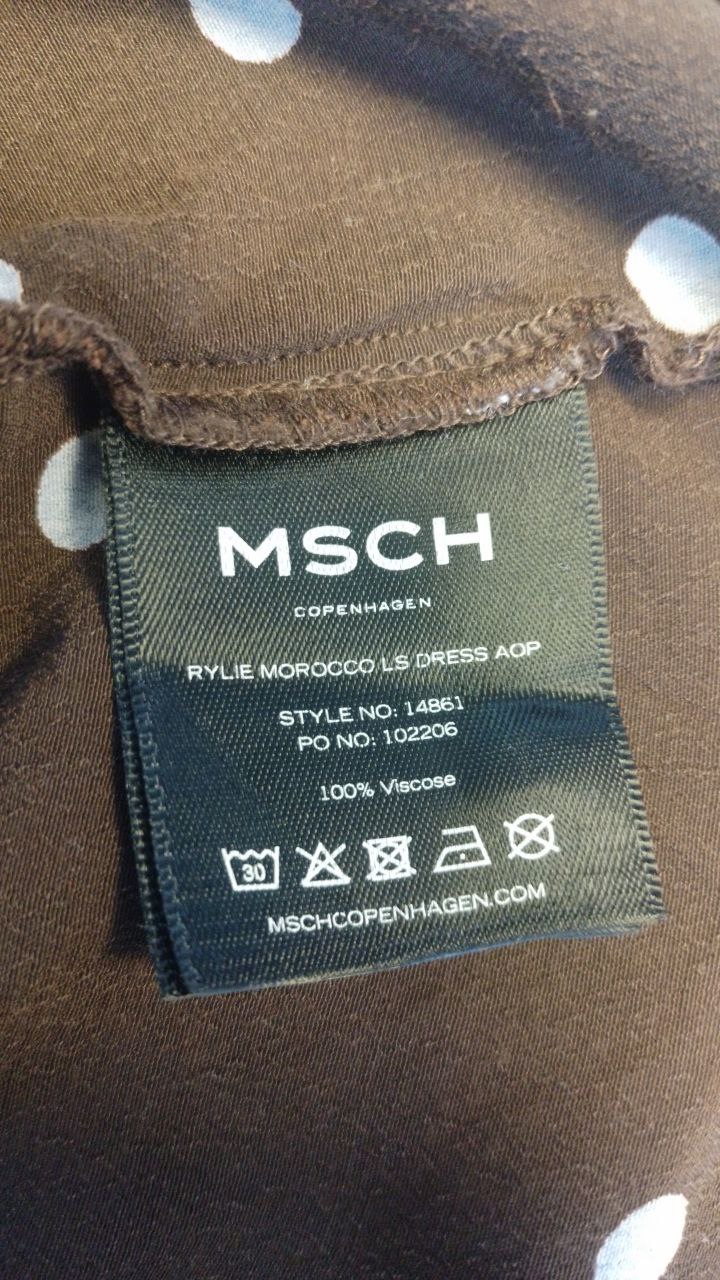 MSCH
COPENHAGEN
RYLIE MOROCCO LS DRESS AOP
STYLE NO: 14861
PO NO: 102206
100% Viscose
30
MSCHCOPENHAGEN.COM